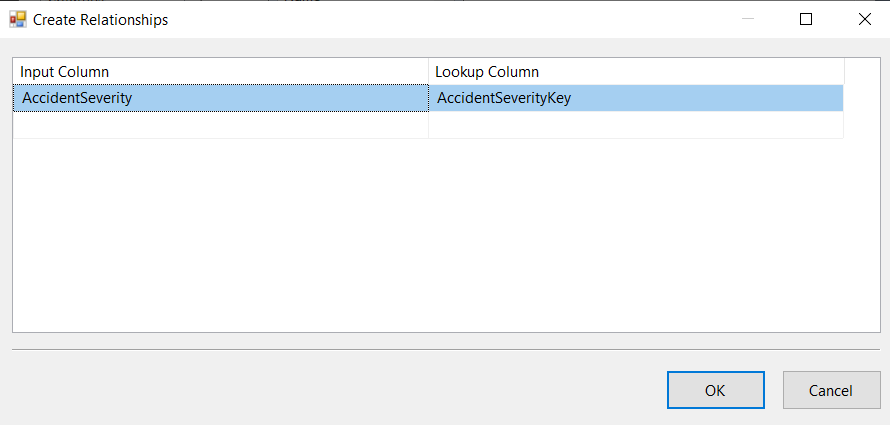 Create Relationships
Input Column
Lookup Column
AccidentSeverity
AccidentSeverityKey
OK
Cancel